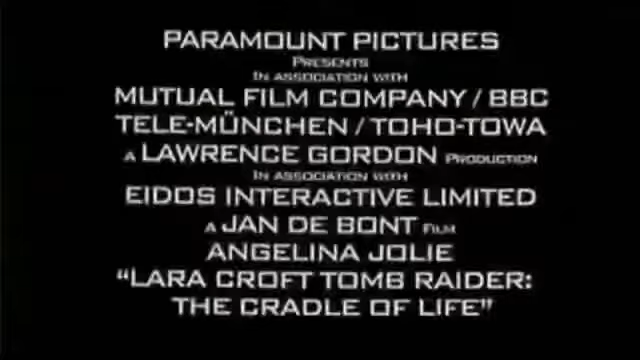 PARAMOUNT PICTURES
PRESENTS
IN ASSOCIATION WITH
MUTUAL FILM COMPANY / BBC
TELE-MÜNCHEN / TOHO-TOWA
A LAWRENCE GORDON PRODUCTION
IN ASSOCIATION WITH
EIDOS INTERACTIVE LIMITED
A JAN DE BONT FILM
ANGELINA JOLIE
“LARA CROFT TOMB RAIDER:
THE CRADLE OF LIFE”